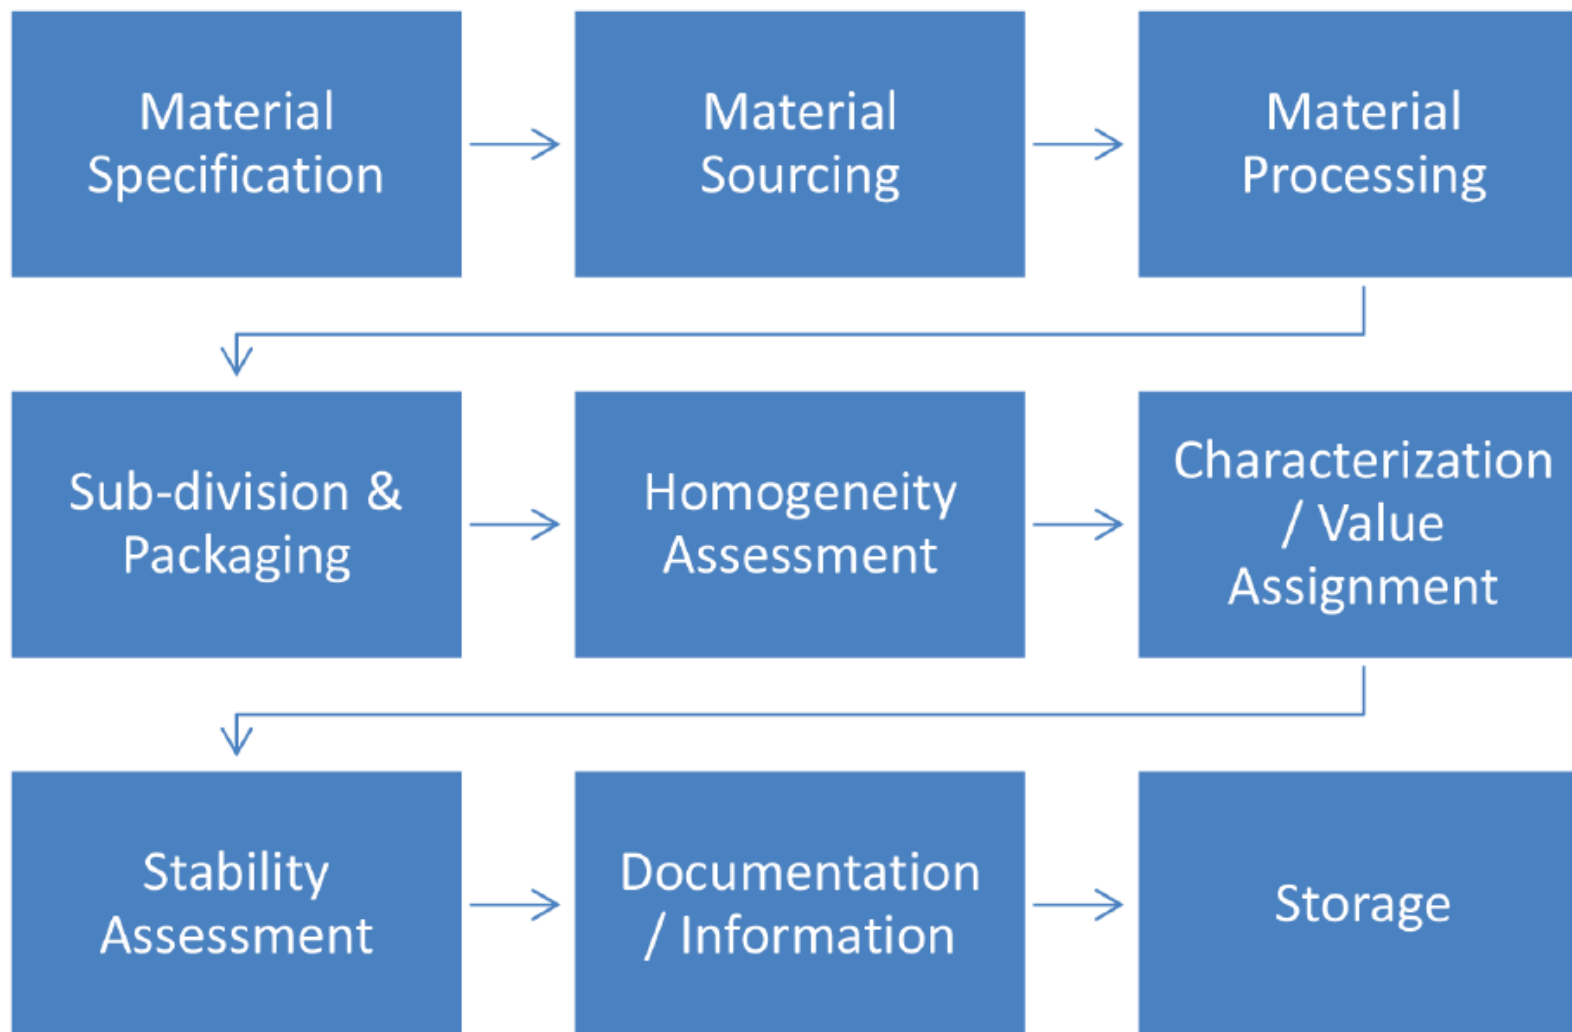 Material
Specification
Material
Sourcing
Material
Processing
Sub-division &
Packaging
Homogeneity
Assessment
Characterization
/ Value
Assignment
Stability
Assessment
Documentation
/ Information
Storage